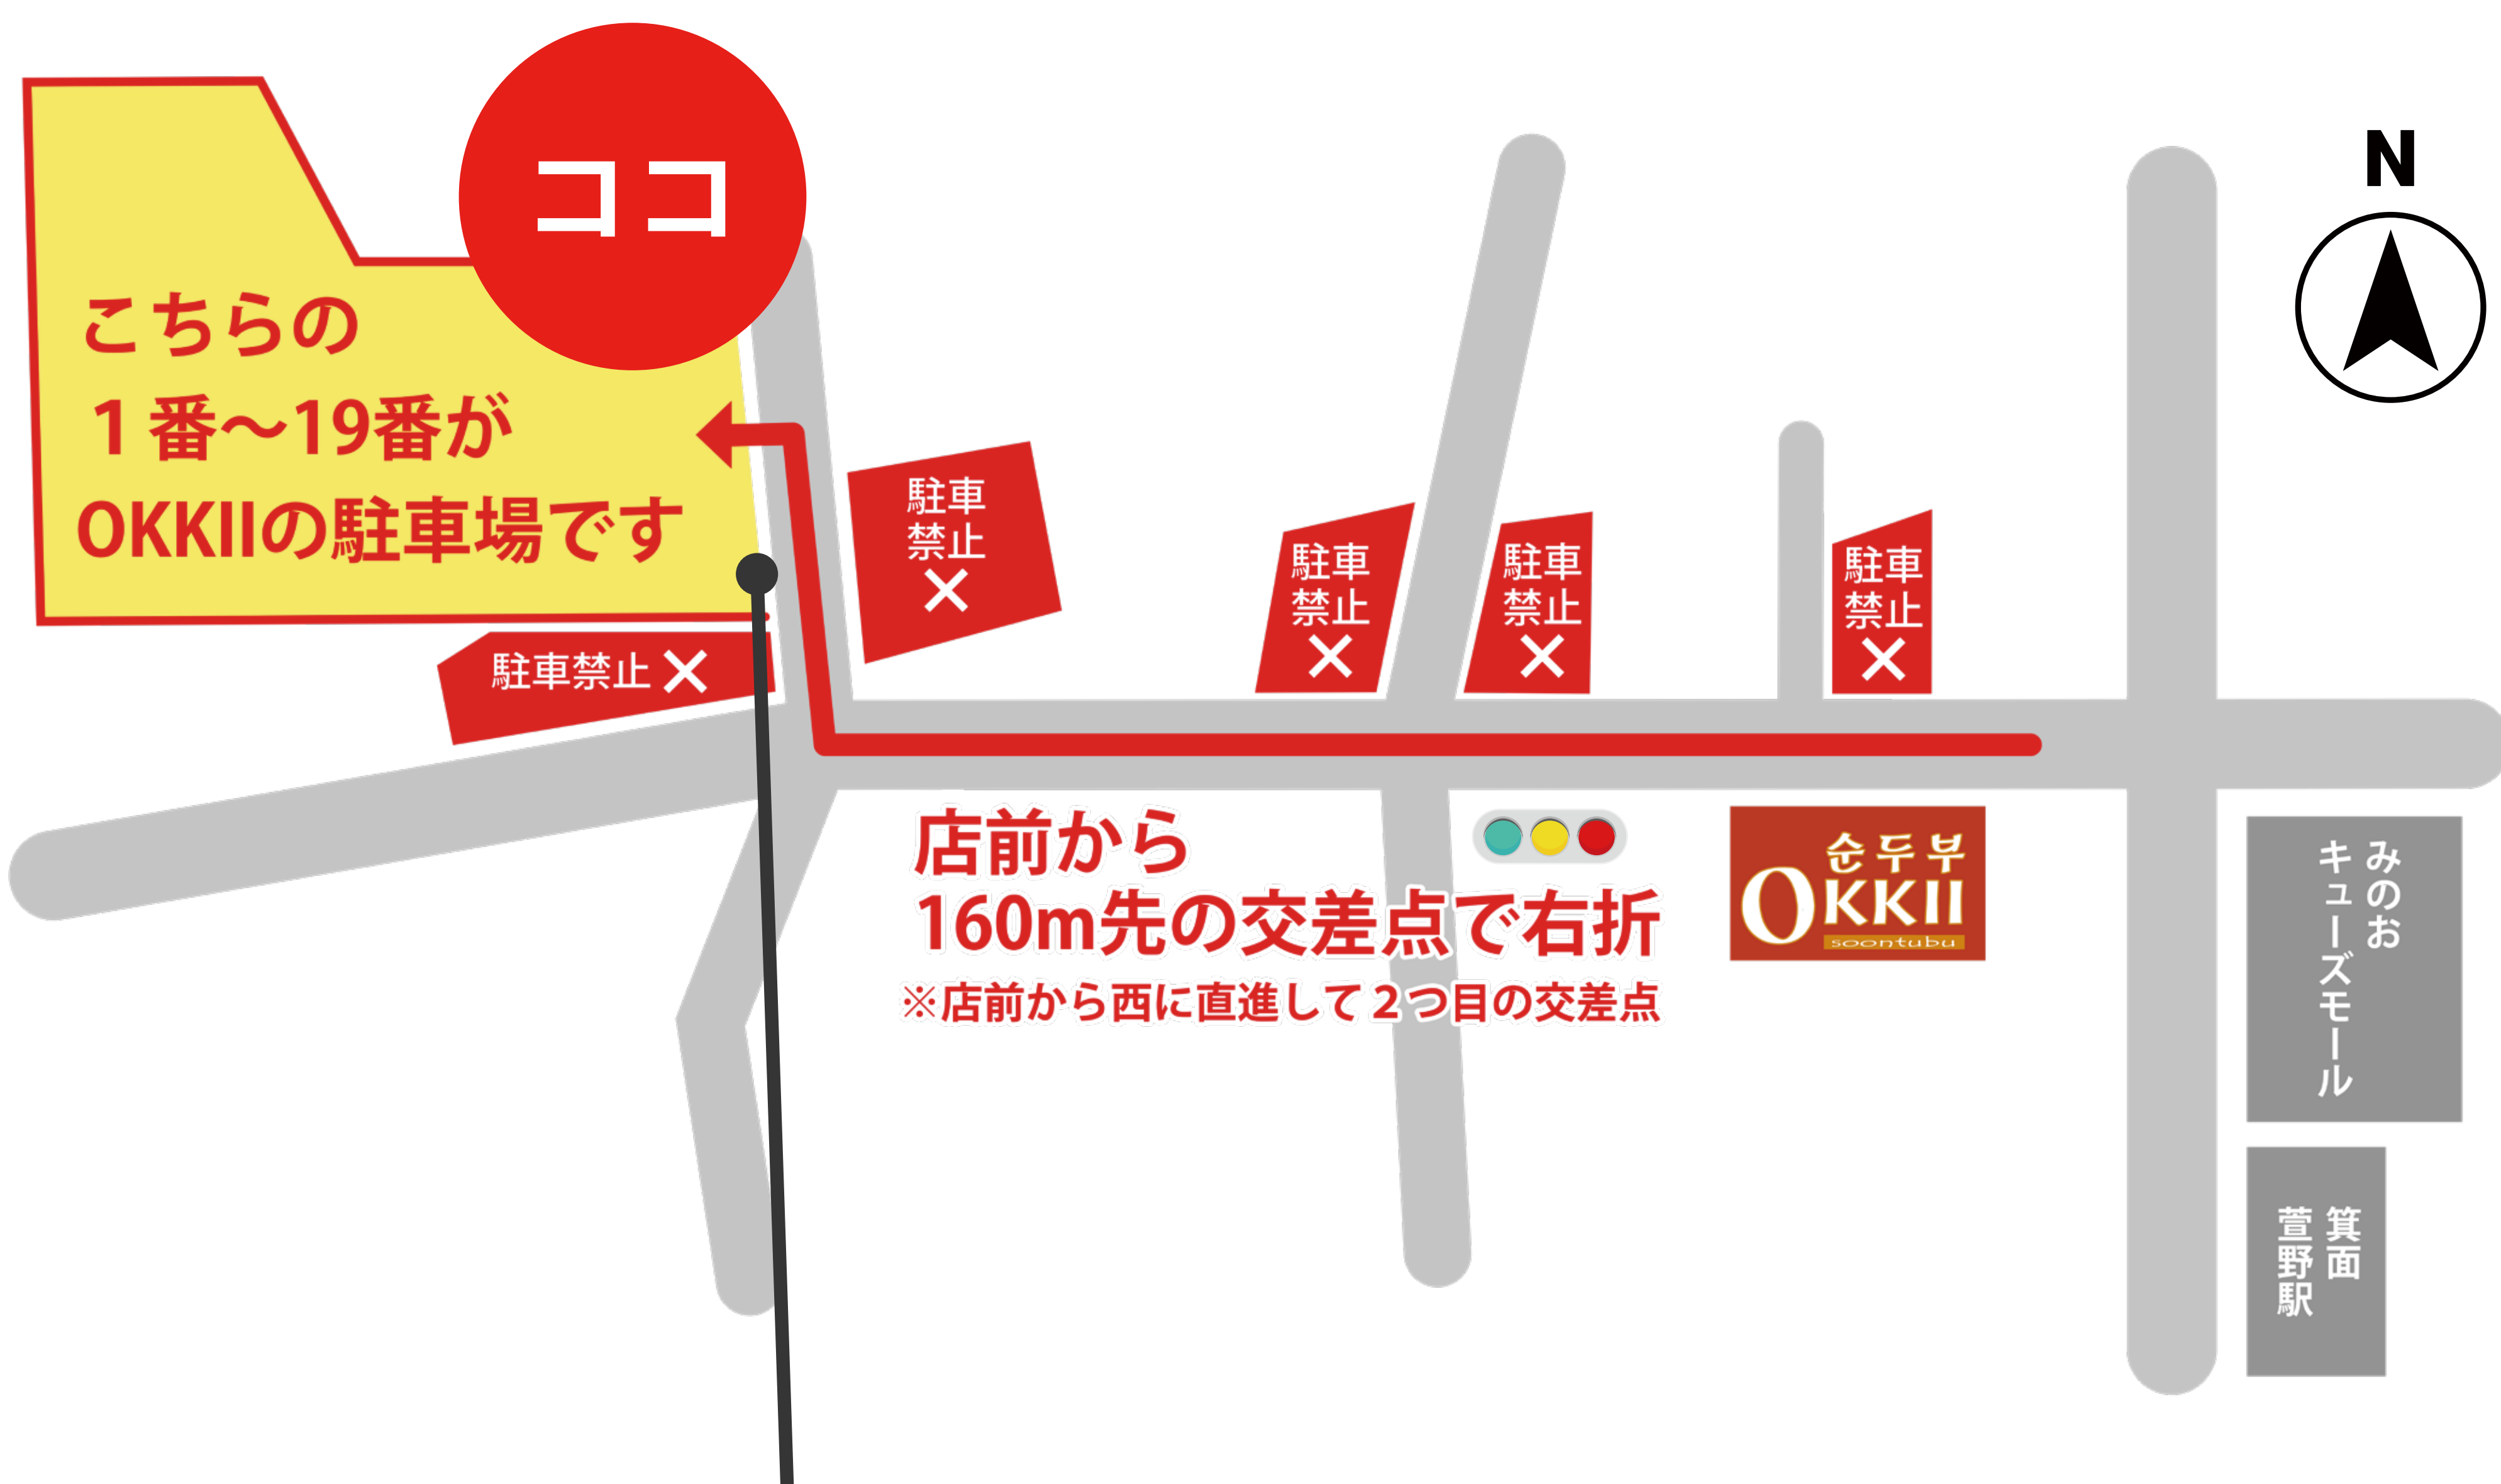 ココ
N
こちらの
1番〜19番が
OKKIIの駐車場です
駐車
禁止
×
駐車
禁止
×
駐車
禁止
×
駐車
禁止
×
駐車禁止×
店前から
160m先の交差点で右折
※店前から西に直進して2つ目の交差点
순두부
OKKII
soontubu
みのお
キューズモール
箕面
萱野駅